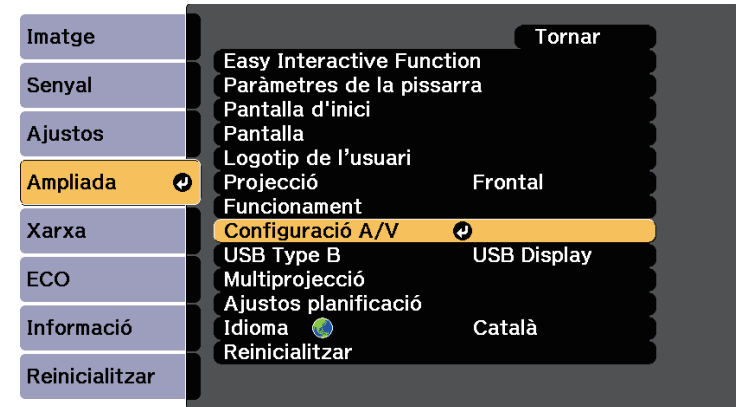 Imatge
Senyal
Ajustos
Ampliada
Xarxa
ECO
Informació
Reinicialitzar
Tornar
Easy Interactive Function
Paràmetres de la pissarra
Pantalla d'inici
Pantalla
Logotip de l’usuari
Projecció Frontal
Funcionament
Configuració A/V
USB Type B USB Display
Multiprojecció
Ajustos planificació
Idioma Català
Reinicialitzar